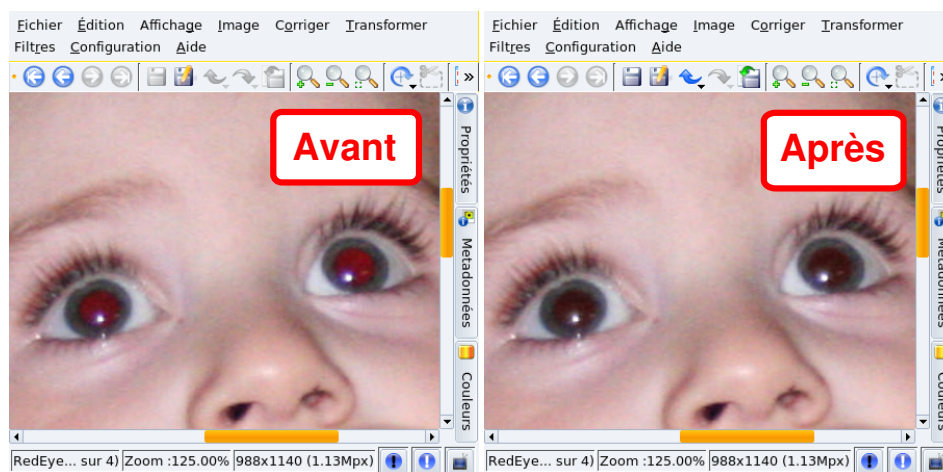 Fichier Édition Affichage Image Corriger Transformer
Filtres Configuration Aide
Avant
Propriétés
Metadonnées
Couleurs
RedEye... sur 4) Zoom :125.00% 988x1140 (1.13Mpx)
Fichier Édition Affichage Image Corriger Transformer
Filtres Configuration Aide
Après
Propriétés
Metadonnées
Couleurs
RedEye... sur 4) Zoom :125.00% 988x1140 (1.13Mpx)